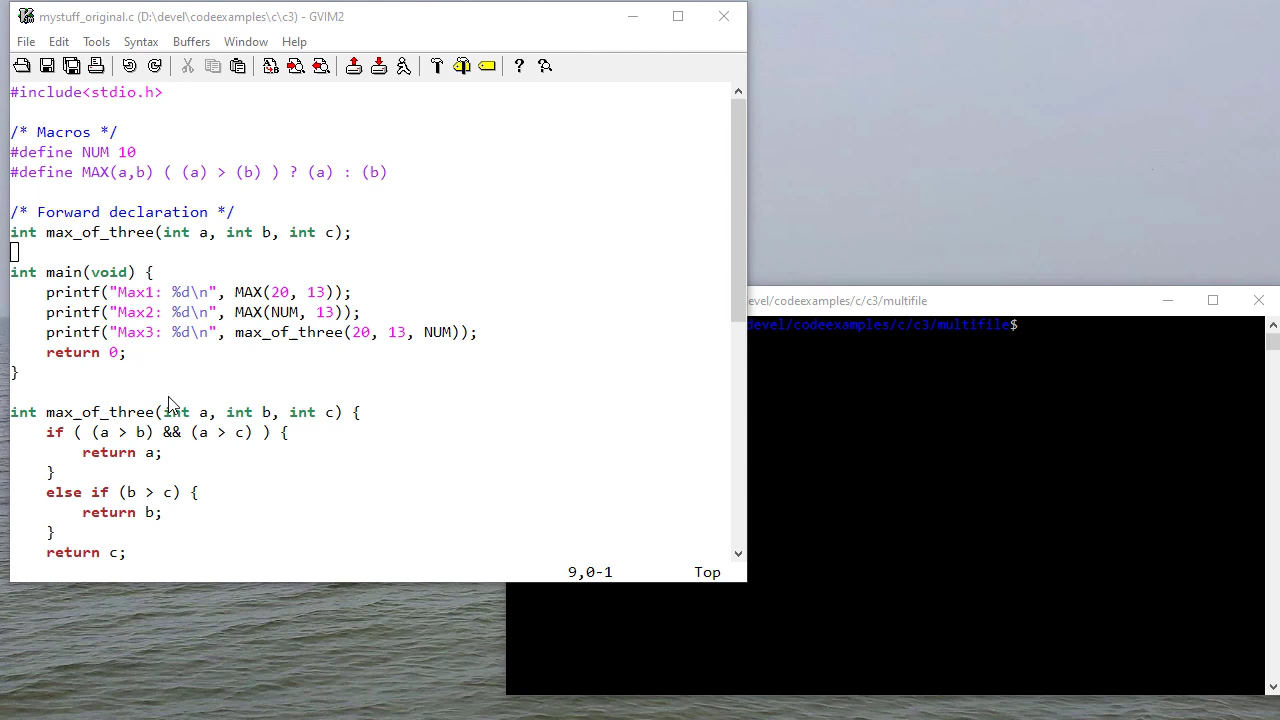 mystuff_original.c (D:\devel\codeexamples\c\c3) - GVIM2
File Edit Tools Syntax Buffers Window Help
#include<stdio.h>
/* Macros */
#define NUM 10
#define MAX(a,b) ( (a) > (b) ) ? (a) : (b)
/* Forward declaration */
int max_of_three(int a, int b, int c);
int main(void) {
    printf("Max1: %d\n", MAX(20, 13));
    printf("Max2: %d\n", MAX(NUM, 13));
    printf("Max3: %d\n", max_of_three(20, 13, NUM));
    return 0;
}
int max_of_three(int a, int b, int c) {
    if ( (a > b) && (a > c) ) {
        return a;
    }
    else if (b > c) {
        return b;
    }
    return c;
9,0-1 Top
evel/codeexamples/c/c3/multifile
devel/codeexamples/c/c3/multifile$